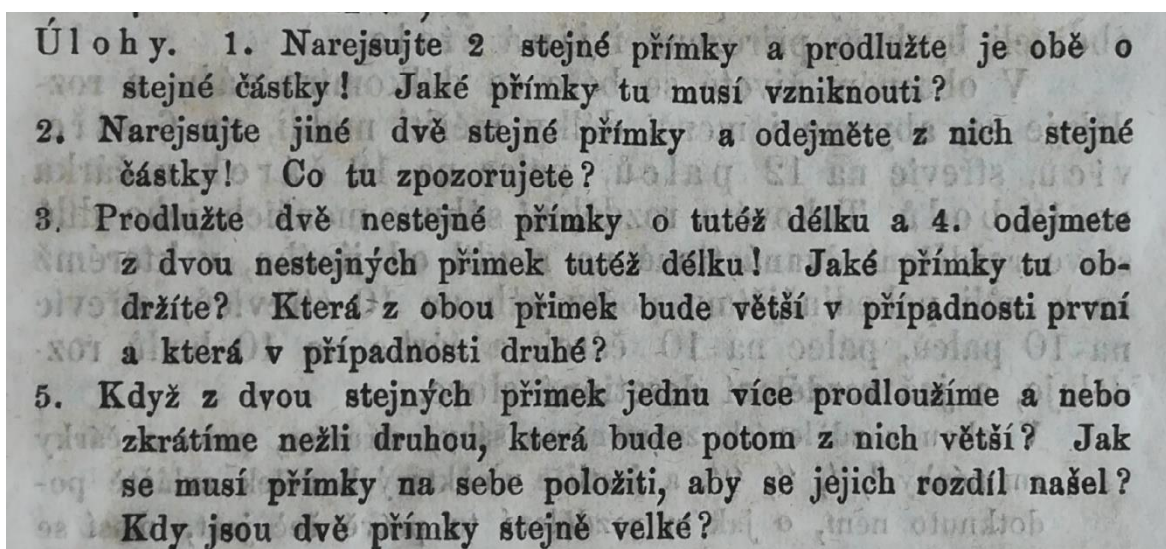 Úlohy. 1. Narejsujte 2 stejné přímky a prodlužte je obě o
stejné částky! Jaké přímky tu musí vzniknouti?
2. Narejsujte jiné dvě stejné přímky a odejměte z nich stejné
částky! Co tu zpozorujete?
3. Prodlužte dvě nestejné přímky o tutéž délku a 4. odejmete
z dvou nestejných přimek tutéž délku! Jaké přímky tu ob-
držíte? Která z obou přimek bude větší v případnosti první
a která v případnosti druhé?
5. Když z dvou stejných přimek jednu více prodloužíme a nebo
zkrátíme nežli druhou, která bude potom z nich větší? Jak
se musí přímky na sebe položiti, aby se jejich rozdíl našel?
Kdy jsou dvě přímky stejně velké?